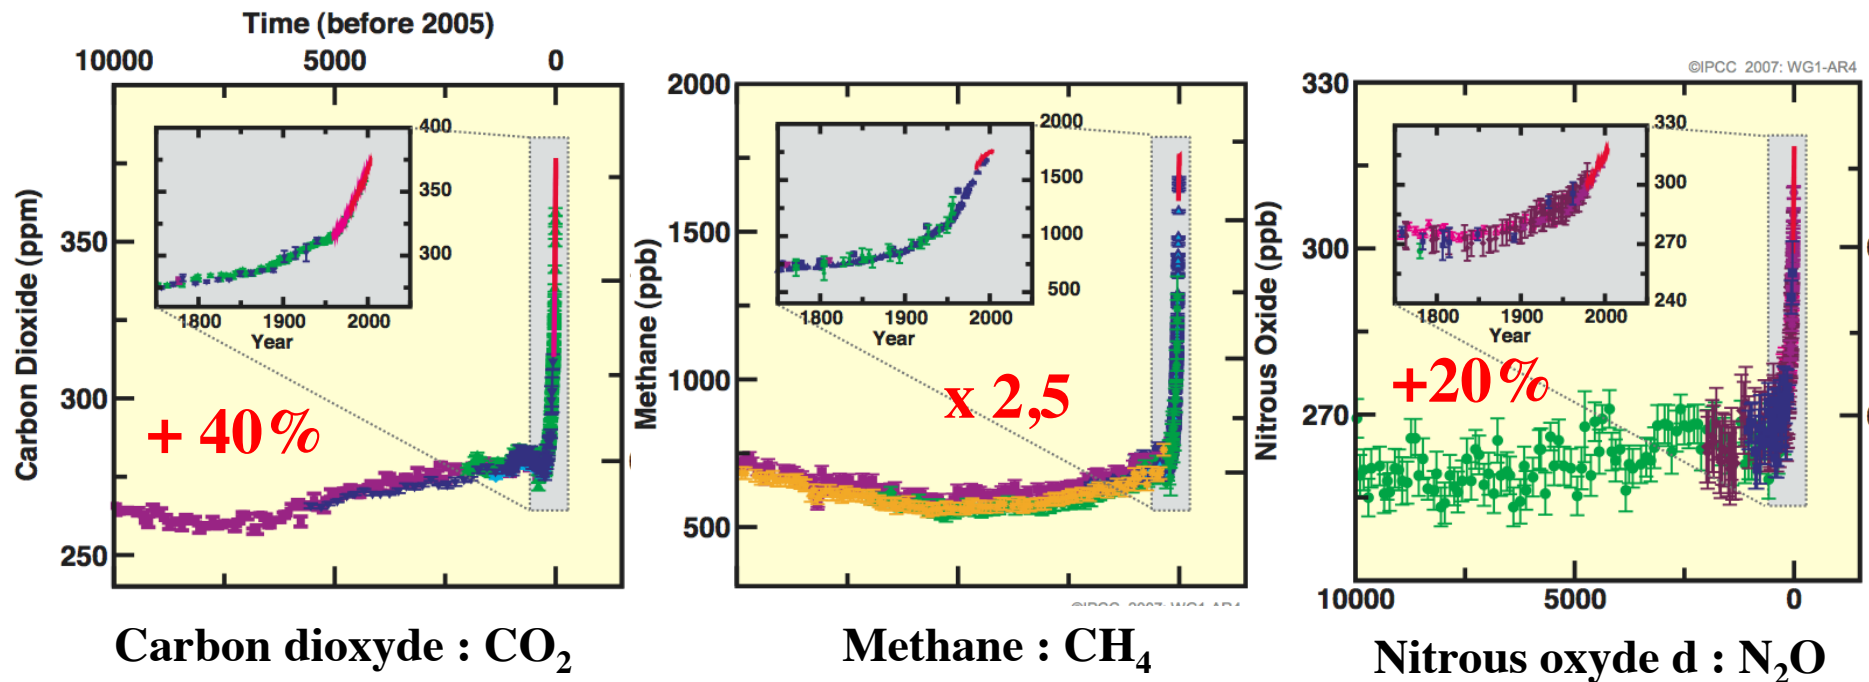 Time (before 2005)
10000 5000 0
Carbon Dioxide (ppm)
350
300
250
400
350
300
1800 1900 2000
Year
+ 40%
Carbon dioxyde : CO₂
2000
1500
1000
500
Methane (ppb)
2000
1500
1000
500
1800 1900 2000
Year
x 2,5
Methane : CH₄
©IPCC 2007: WG1-AR4
330
300
270
Nitrous Oxide (ppb)
330
300
270
240
1800 1900 2000
Year
+20%
10000 5000 0
Nitrous oxyde d : N₂O